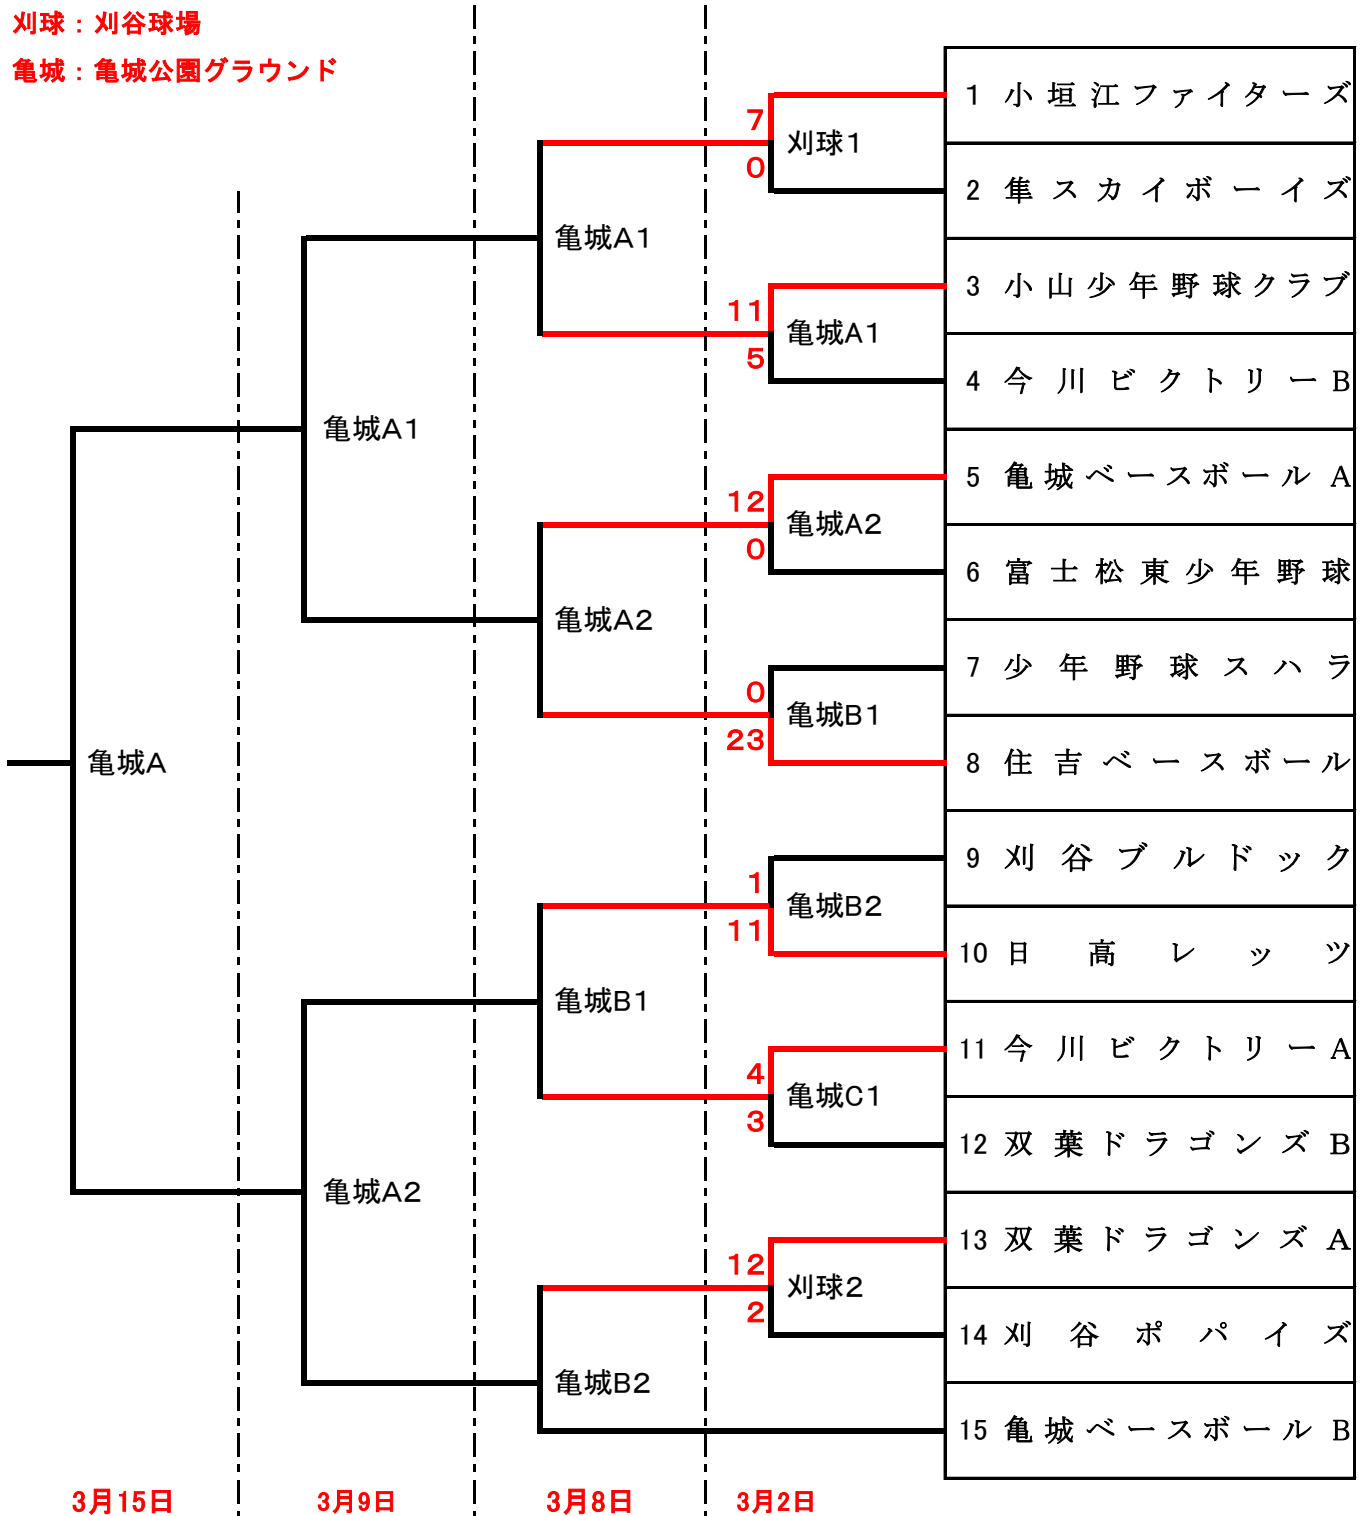 刈球：刈谷球場
亀城：亀城公園グラウンド
1 小垣江ファイターズ
7
刈球1
0
2 隼スカイボーイズ
亀城A1
3 小山少年野球クラブ
11
亀城A1
5
4 今川ビクトリーB
亀城A1
5 亀城ベースボールA
12
亀城A2
0
6 富士松東少年野球
亀城A2
7 少年野球スハラ
0
亀城B1
23
8 住吉ベースボール
亀城A
9 刈谷ブルドック
1
亀城B2
11
10 日高レッツ
亀城B1
11 今川ビクトリーA
4
亀城C1
3
12 双葉ドラゴンズB
亀城A2
13 双葉ドラゴンズA
12
刈球2
2
14 刈谷ポパイズ
亀城B2
15 亀城ベースボールB
3月15日 3月9日 3月8日 3月2日